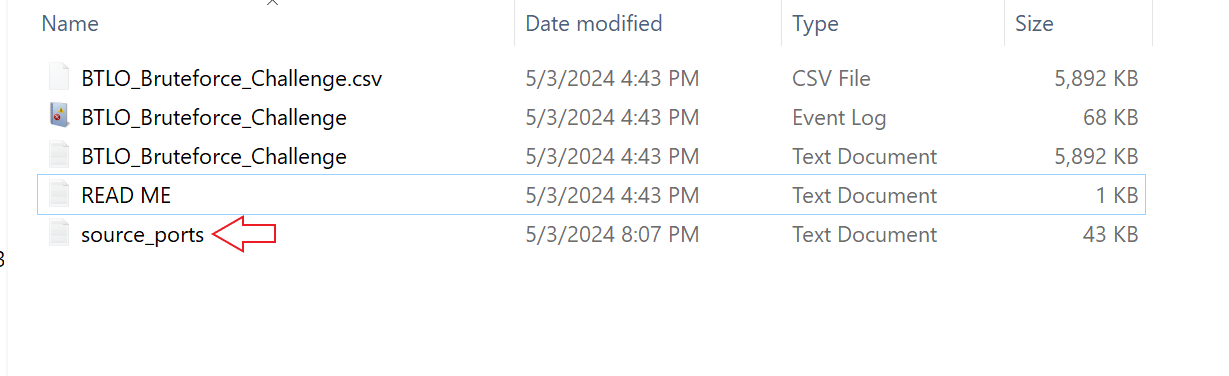 Name Date modified Type Size
BTLO_Bruteforce_Challenge.csv 5/3/2024 4:43 PM CSV File 5,892 KB
BTLO_Bruteforce_Challenge 5/3/2024 4:43 PM Event Log 68 KB
BTLO_Bruteforce_Challenge 5/3/2024 4:43 PM Text Document 5,892 KB
READ ME 5/3/2024 4:43 PM Text Document 1 KB
source_ports 5/3/2024 8:07 PM Text Document 43 KB